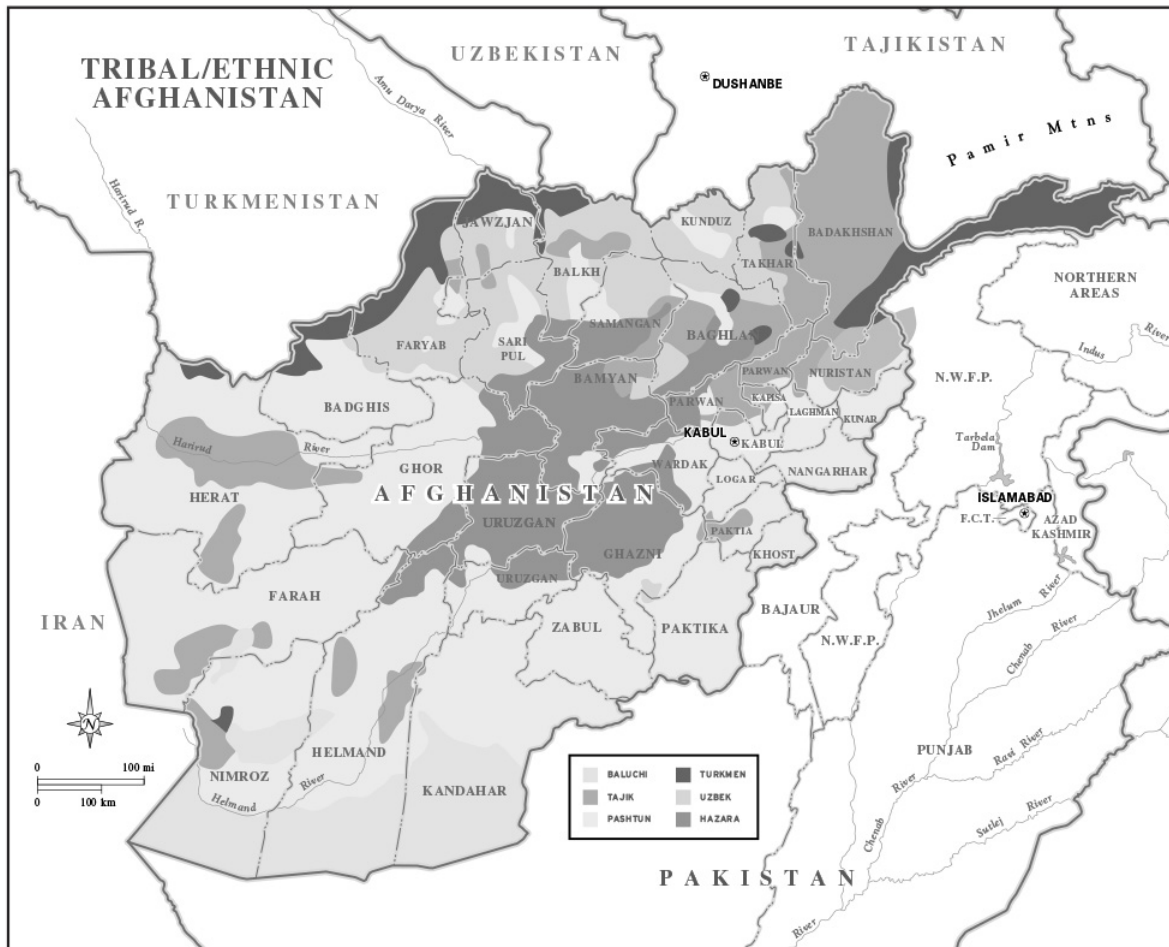 TRIBAL/ETHNIC
AFGHANISTAN
UZBEKISTAN
TAJIKISTAN
DUSHANBE
Amu Darya River
Pamir Mtns
Harirud R.
TURKMENISTAN
JAWZJAN
KUNDUZ
BADAKHSHAN
BALKH
TAKHAR
NORTHERN
AREAS
SAMANGAN
BAGHLAN
FARYAB
SARI
PUL
Indus River
BAMYAN
PARWAN
NURISTAN
N.W.F.P.
BADGHIS
PARWAN
KAPISA
LAGHMAN
KUNAR
KABUL
KABUL
Harirud River
Tarbela
Dam
GHOR
WARDAK
NANGARHAR
LOGAR
HERAT
AFGHANISTAN
ISLAMABAD
F.C.T.
AZAD
KASHMIR
URUZGAN
PAKTIA
GHAZNI
KHOST
URUZGAN
FARAH
BAJAUR
Jhelum River
IRAN
ZABUL
PAKTIKA
N.W.F.P.
Chenab River
N
HELMAND
PUNJAB
Ravi River
0 100 mi
0 100 km
NIMROZ
KANDAHAR
Helmand River
BALUCHI
TURKMEN
TAJIK
UZBEK
PASHTUN
HAZARA
Chenab River
Sutlej River
PAKISTAN
River